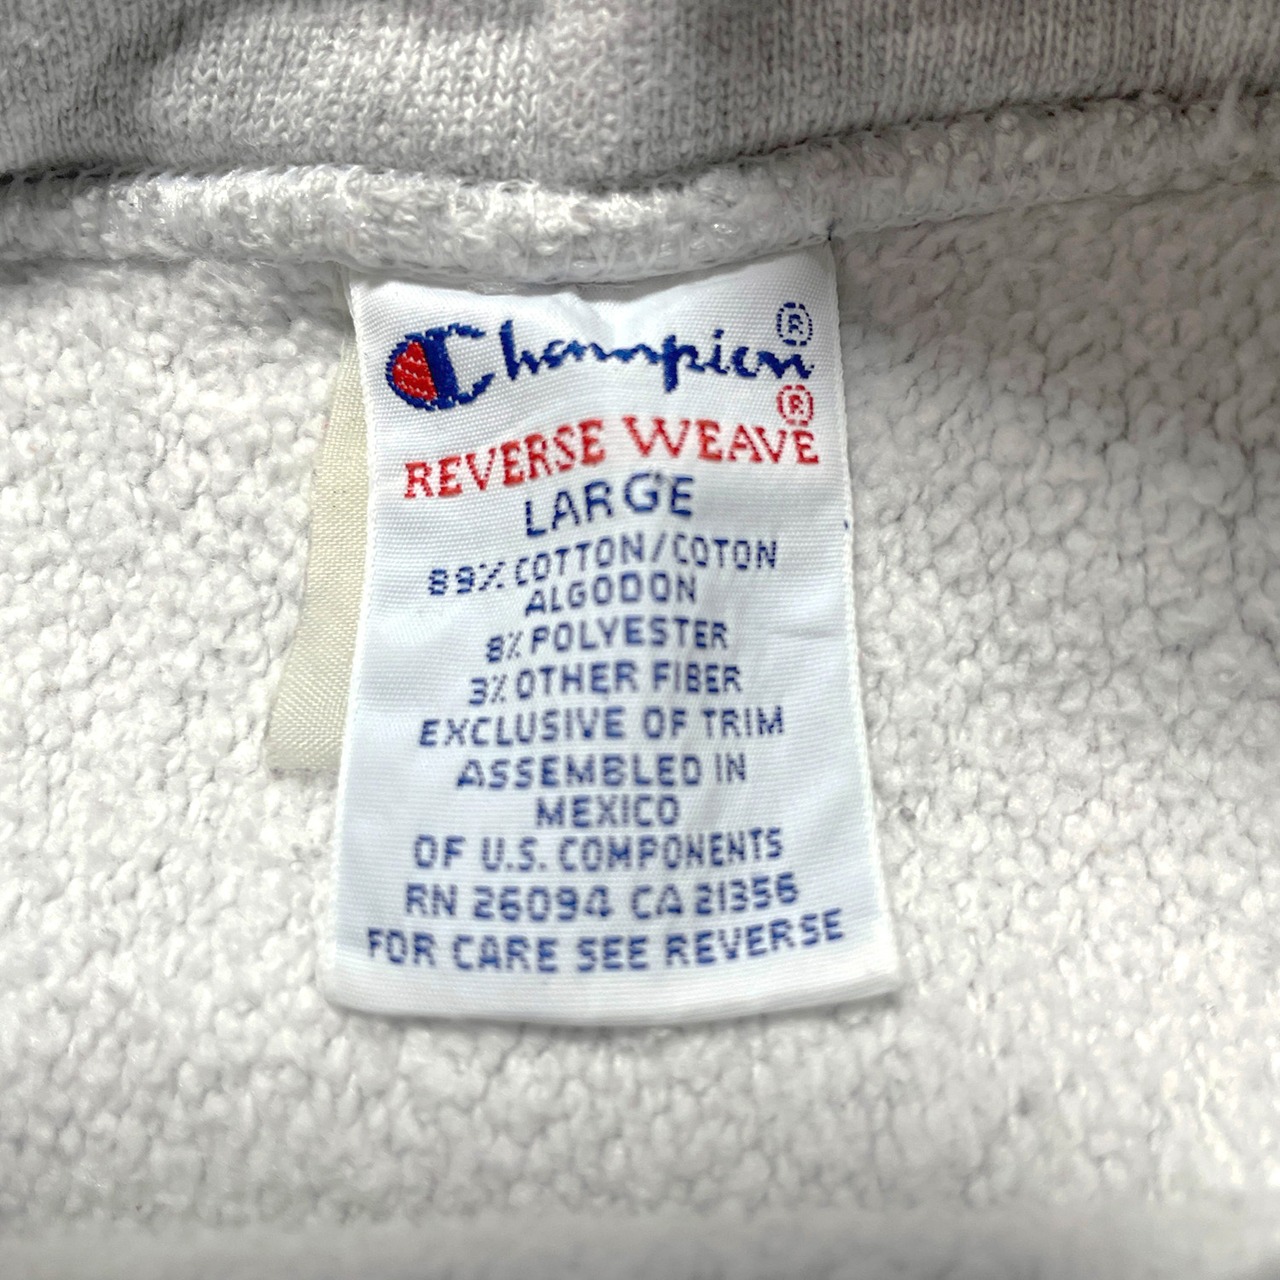 Champion®
REVERSE WEAVE®
LARGE
89% COTTON/COTON
ALGODON
8% POLYESTER
3% OTHER FIBER
EXCLUSIVE OF TRIM
ASSEMBLED IN
MEXICO
OF U.S. COMPONENTS
RN 26094 CA 21356
FOR CARE SEE REVERSE